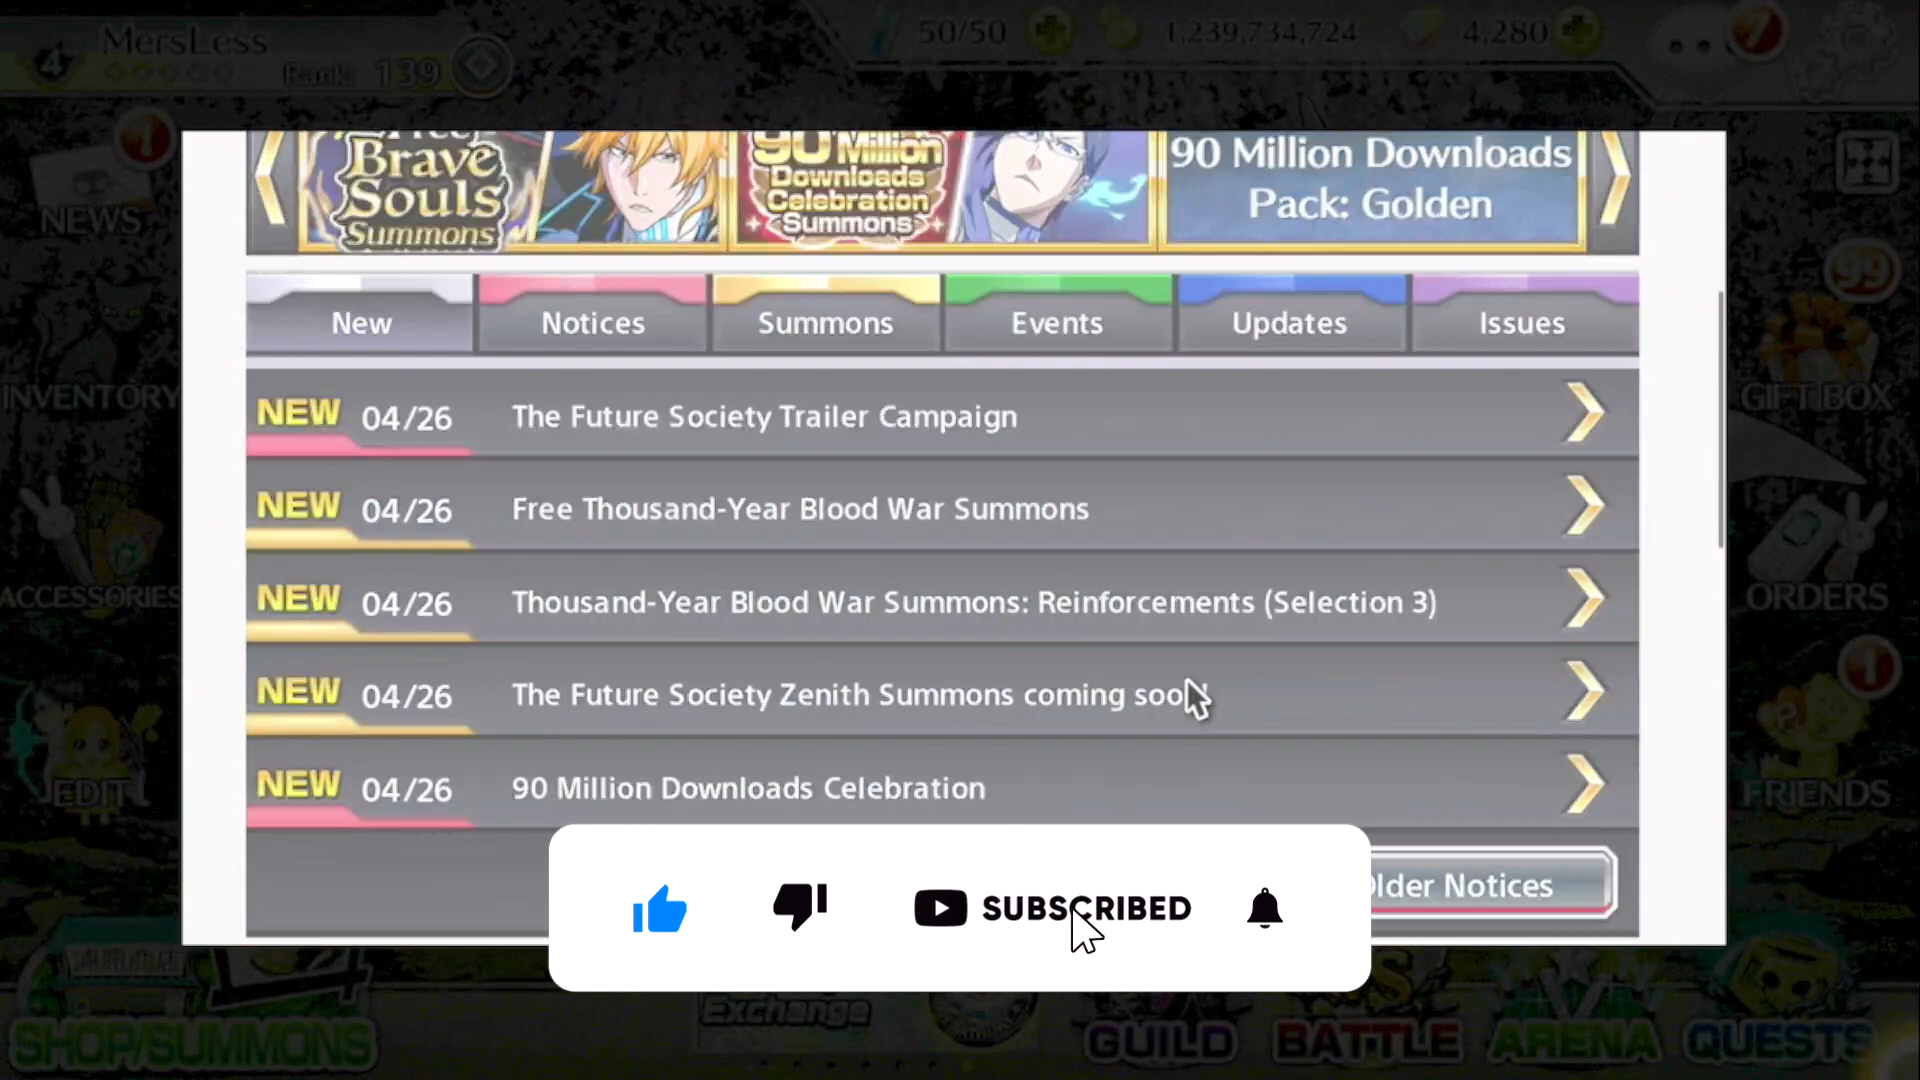 MersLess
4
Rank 139
50/50
1,239,734,724
4,280
NEWS
INVENTORY
ACCESSORIES
EDIT
Free
Brave
Souls
Summons
90 Million
Downloads
Celebration
Summons
90 Million Downloads
Pack: Golden
New
Notices
Summons
Events
Updates
Issues
NEW 04/26 The Future Society Trailer Campaign
NEW 04/26 Free Thousand-Year Blood War Summons
NEW 04/26 Thousand-Year Blood War Summons: Reinforcements (Selection 3)
NEW 04/26 The Future Society Zenith Summons coming soo
NEW 04/26 90 Million Downloads Celebration
lder Notices
SUBSCRIBED
99
GIFT BOX
ORDERS
1
FRIENDS
SHOP/SUMMONS
Exchange
GUILD
BATTLE
ARENA
QUESTS